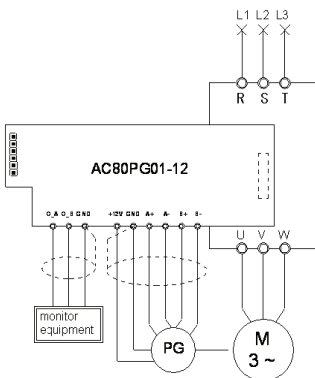 L1 L2 L3
R S T
AC80PG01-12
O_A O_B GND +12V GND A+ A- B+ B-
U V W
monitor
equipment
PG
M
3 ~